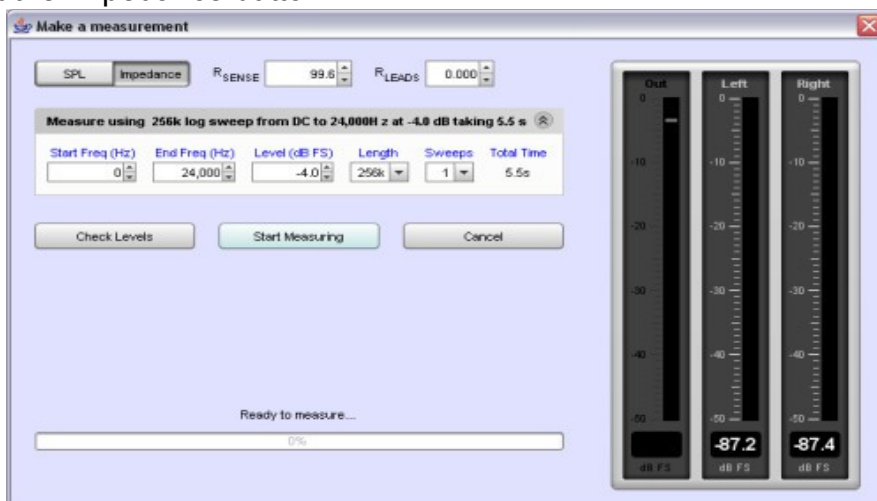 Make a measurement
SPL Impedance RSENSE 99.6 RLEADS 0.000
Measure using 256k log sweep from DC to 24,000H z at -4.0 dB taking 5.5 s
Start Freq (Hz) End Freq (Hz) Level (dB FS) Length Sweeps Total Time
0 24,000 -4.0 256k 1 5.5s
Check Levels Start Measuring Cancel
Ready to measure...
0%
Out Left Right
0 0 0
-10 -10 -10
-20 -20 -20
-30 -30 -30
-40 -40 -40
-50 -50 -50
-87.2 -87.4
dB FS dB FS dB FS